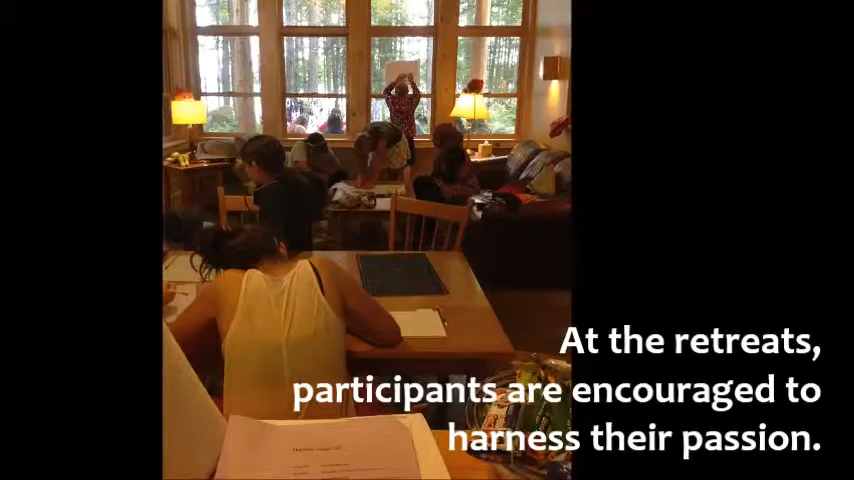 At the retreats,
participants are encouraged to
harness their passion.